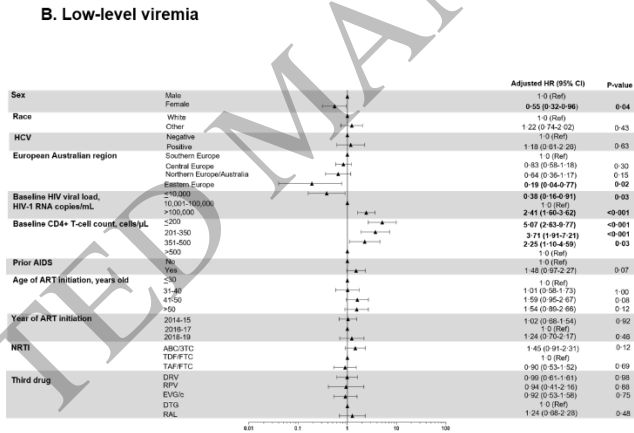 B. Low-level viremia
TED MA
Adjusted HR (95% CI) P-value
Sex Male 1·0 (Ref)
Female 0·55 (0·32-0·96) 0·04
Race White 1·0 (Ref)
Other 1·22 (0·74-2·02) 0·43
HCV Negative 1·0 (Ref)
Positive 1·18 (0·61-2·28) 0·63
European Australian region Southern Europe 1·0 (Ref)
Central Europe 0·83 (0·58-1·18) 0·30
Northern Europe/Australia 0·64 (0·36-1·17) 0·15
Eastern Europe 0·19 (0·04-0·77) 0·02
Baseline HIV viral load, ≤10,000 0·38 (0·16-0·91) 0·03
HIV-1 RNA copies/mL 10,001-100,000 1·0 (Ref)
>100,000 2·41 (1·60-3·62) <0·001
Baseline CD4+ T-cell count, cells/µL ≤200 5·07 (2·63-9·77) <0·001
201-350 3·71 (1·91-7·21) <0·001
351-500 2·25 (1·10-4·59) 0·03
>500 1·0 (Ref)
Prior AIDS No 1·0 (Ref)
Yes 1·48 (0·97-2·27) 0·07
Age of ART initiation, years old ≤30 1·0 (Ref)
31-40 1·01 (0·58-1·73) 1·00
41-50 1·59 (0·95-2·67) 0·08
>50 1·54 (0·89-2·66) 0·12
Year of ART initiation 2014-15 1·02 (0·68-1·54) 0·92
2016-17 1·0 (Ref)
2018-19 1·24 (0·70-2·17) 0·46
NRTI ABC/3TC 1·45 (0·91-2·31) 0·12
TDF/FTC 1·0 (Ref)
TAF/FTC 0·90 (0·53-1·52) 0·69
Third drug DRV 0·99 (0·61-1·61) 0·98
RPV 0·94 (0·41-2·16) 0·88
EVG/c 0·92 (0·53-1·58) 0·75
DTG 1·0 (Ref)
RAL 1·24 (0·68-2·28) 0·48
0.01 0.1 1 10 100